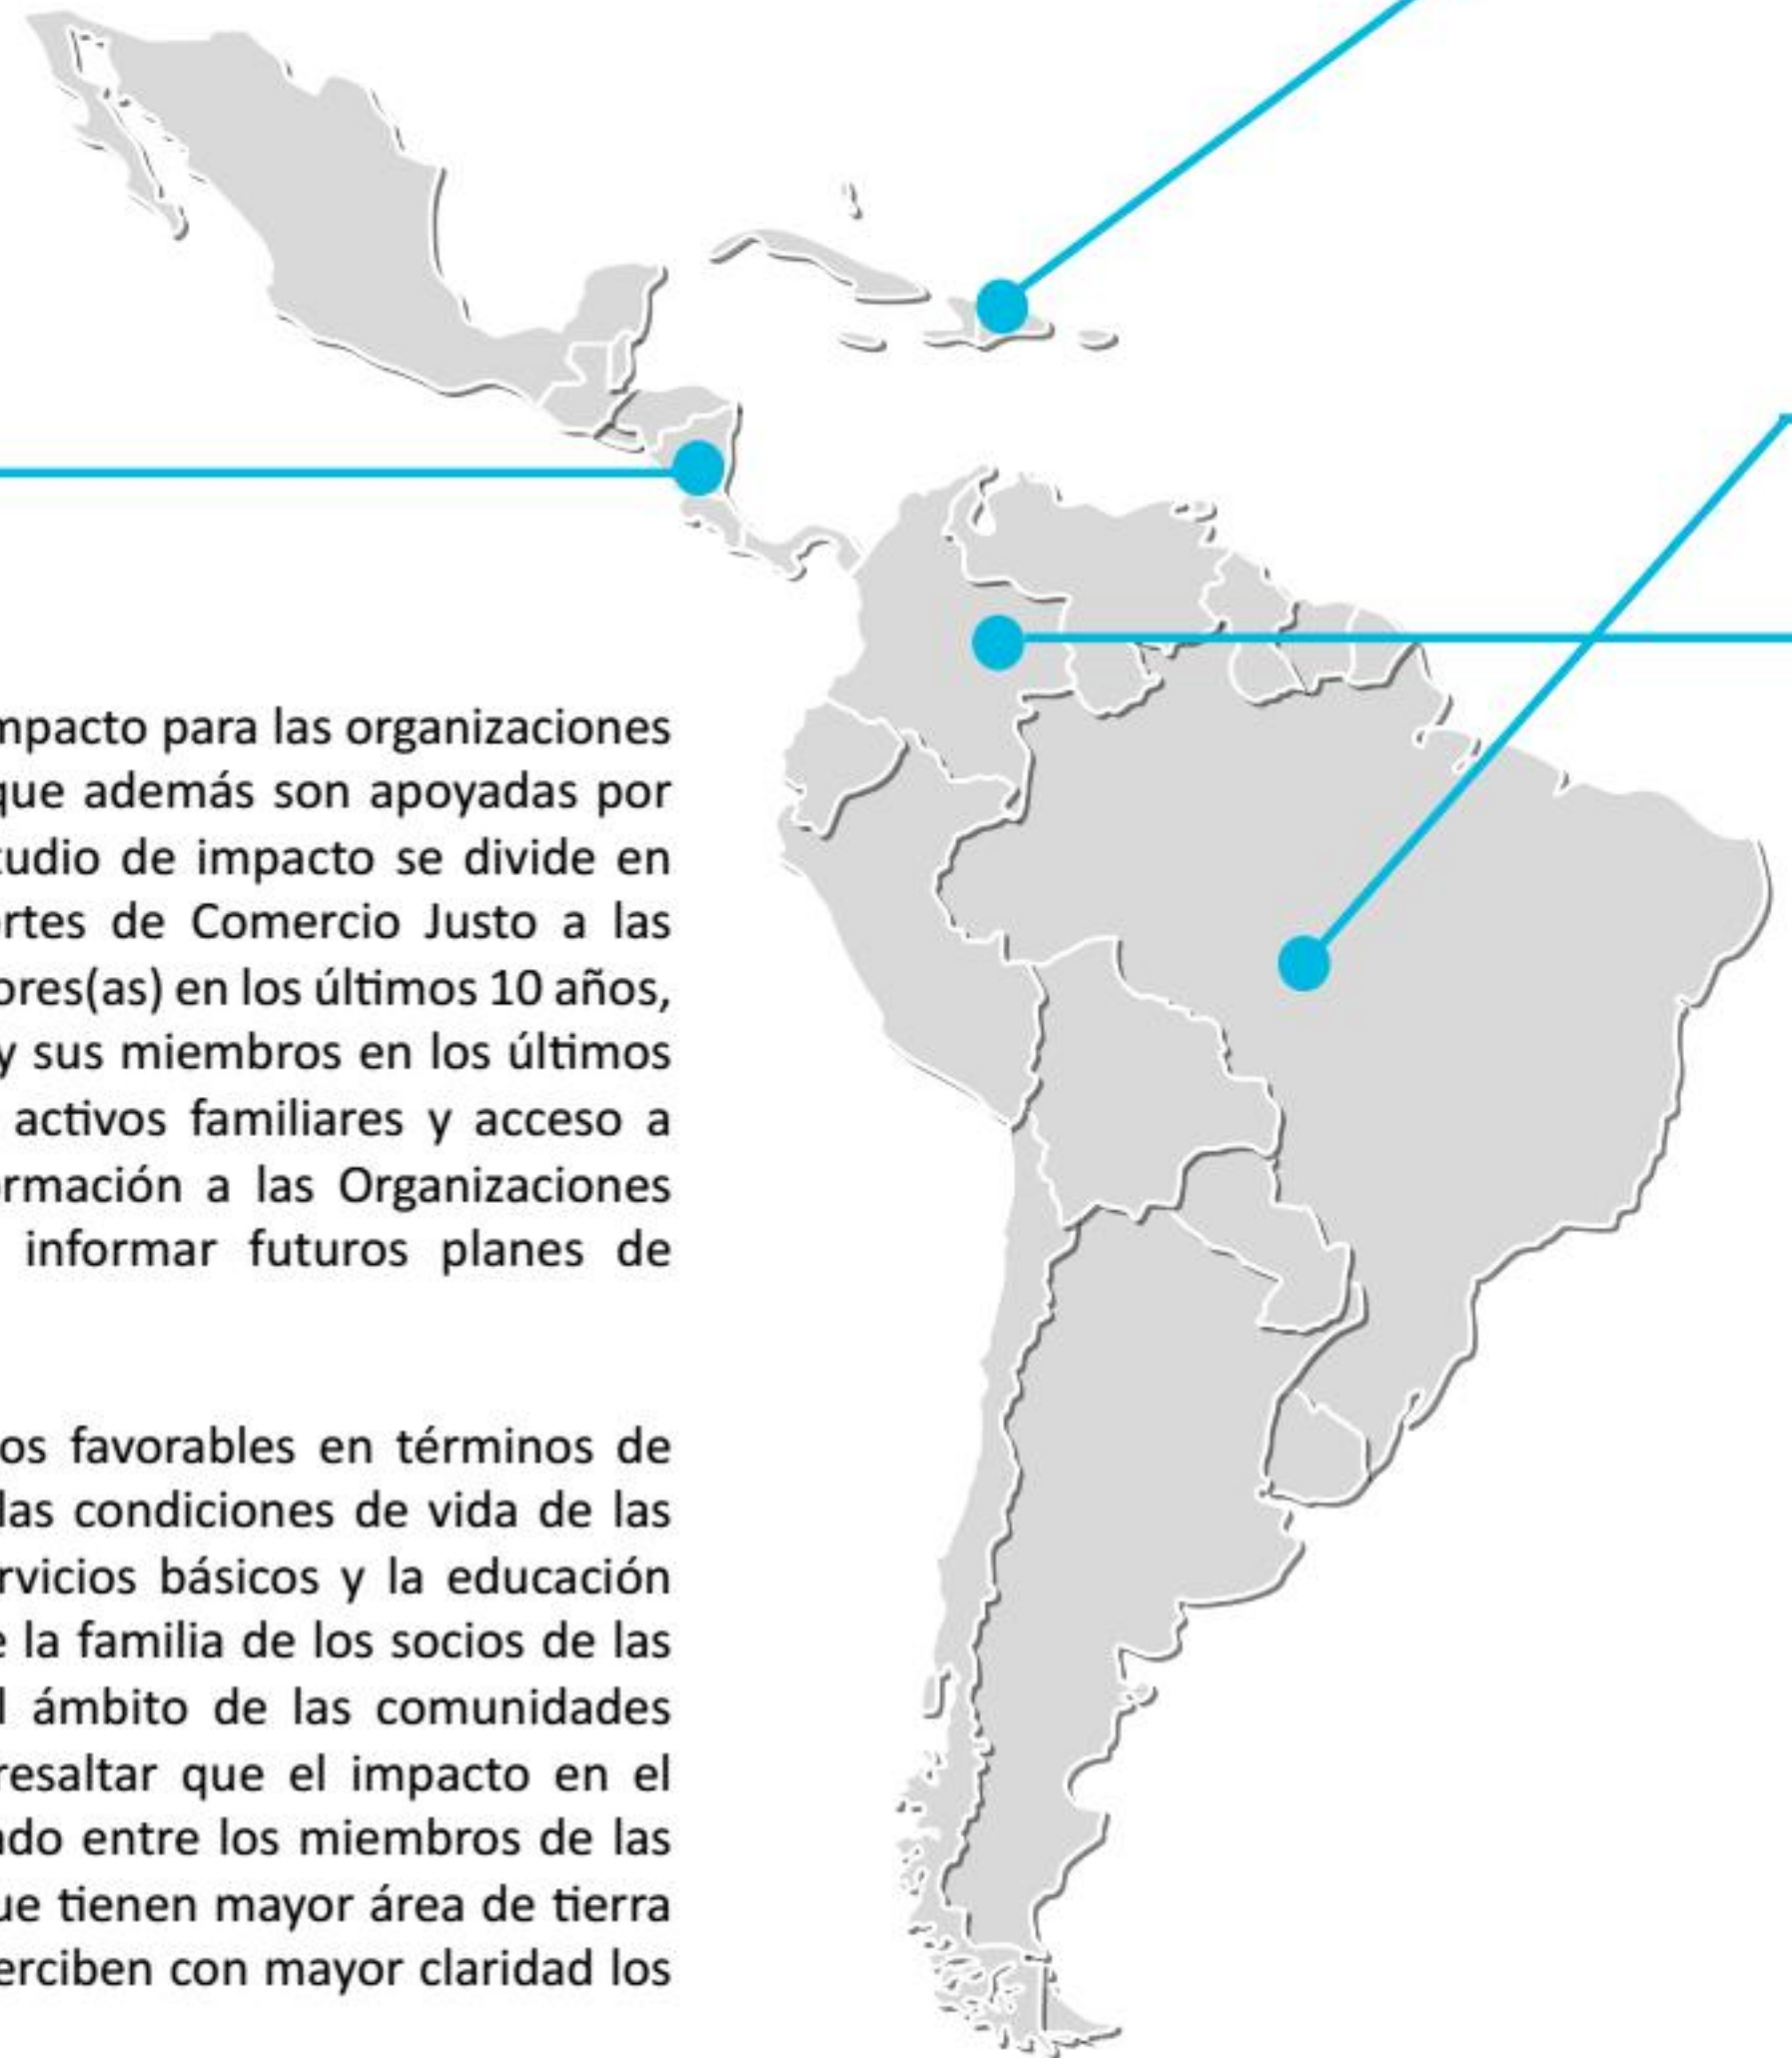 mpacto para las organizaciones
que además son apoyadas por
tudio de impacto se divide en
ortes de Comercio Justo a las
ores(as) en los últimos 10 años,
y sus miembros en los últimos
activos familiares y acceso a
ormación a las Organizaciones
informar futuros planes de
os favorables en términos de
las condiciones de vida de las
rvicios básicos y la educación
e la familia de los socios de las
l ámbito de las comunidades
resaltar que el impacto en el
ado entre los miembros de las
ue tienen mayor área de tierra
erciben con mayor claridad los